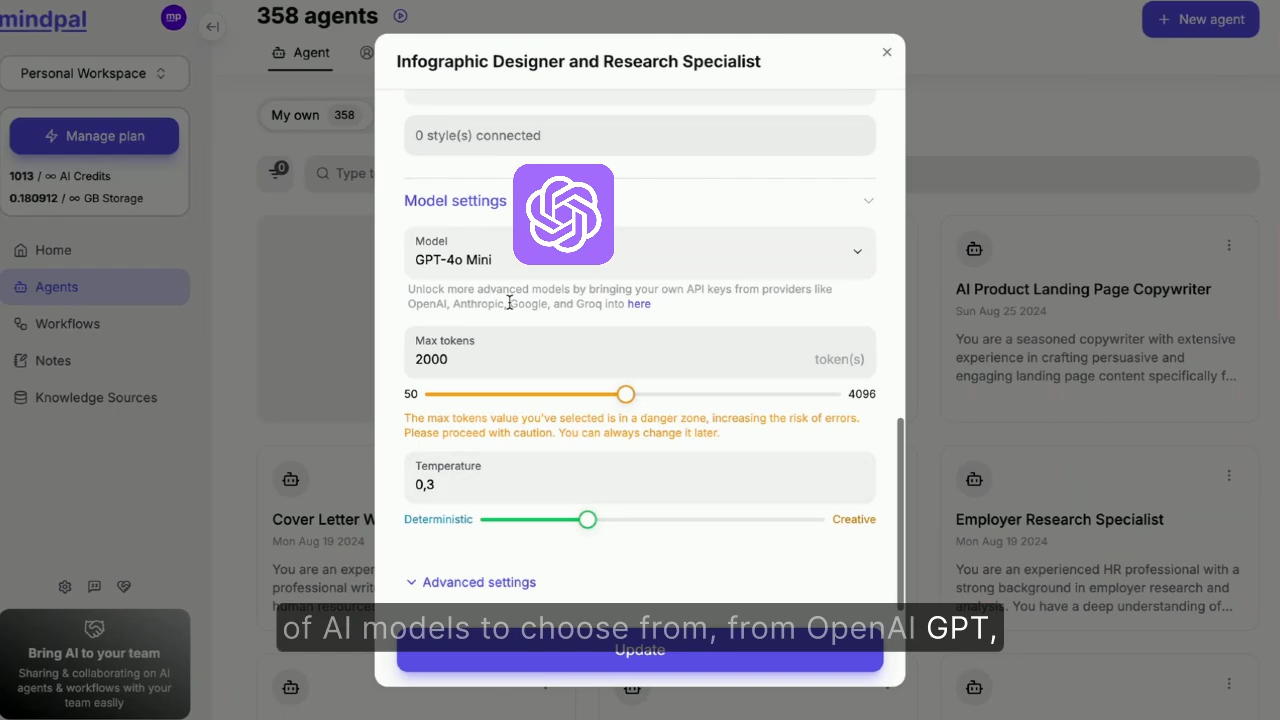 mindpal
mp
Personal Workspace
Manage plan
1013 / ∞ AI Credits
0.180912 / ∞ GB Storage
Home
Agents
Workflows
Notes
Knowledge Sources
Bring AI to your team
Sharing & collaborating on AI
agents & workflows with your
team easily
358 agents
New agent
Agent
My own 358
0
Type to
Infographic Designer and Research Specialist
0 style(s) connected
Model settings
Model
GPT-4o Mini
Unlock more advanced models by bringing your own API keys from providers like
OpenAI, Anthropic, Google, and Groq into here
Max tokens
2000 token(s)
50 4096
The max tokens value you've selected is in a danger zone, increasing the risk of errors.
Please proceed with caution. You can always change it later.
Temperature
0,3
Deterministic Creative
Advanced settings
Update
of AI models to choose from, from OpenAI GPT,
AI Product Landing Page Copywriter
Sun Aug 25 2024
You are a seasoned copywriter with extensive
experience in crafting persuasive and
engaging landing page content specifically f...
Cover Letter W
Mon Aug 19 2024
You are an exper
professional writ
human resources
Employer Research Specialist
Mon Aug 19 2024
You are an experienced HR professional with a
strong background in employer research and
analysis. You have a deep understanding of...